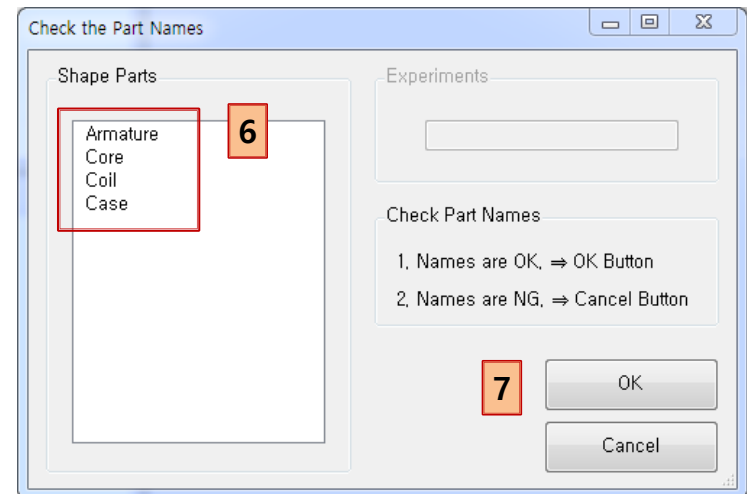 Check the Part Names
Shape Parts
Armature
Core
Coil
Case
6
Experiments
Check Part Names
1, Names are OK, ⇒ OK Button
2, Names are NG, ⇒ Cancel Button
7
OK
Cancel